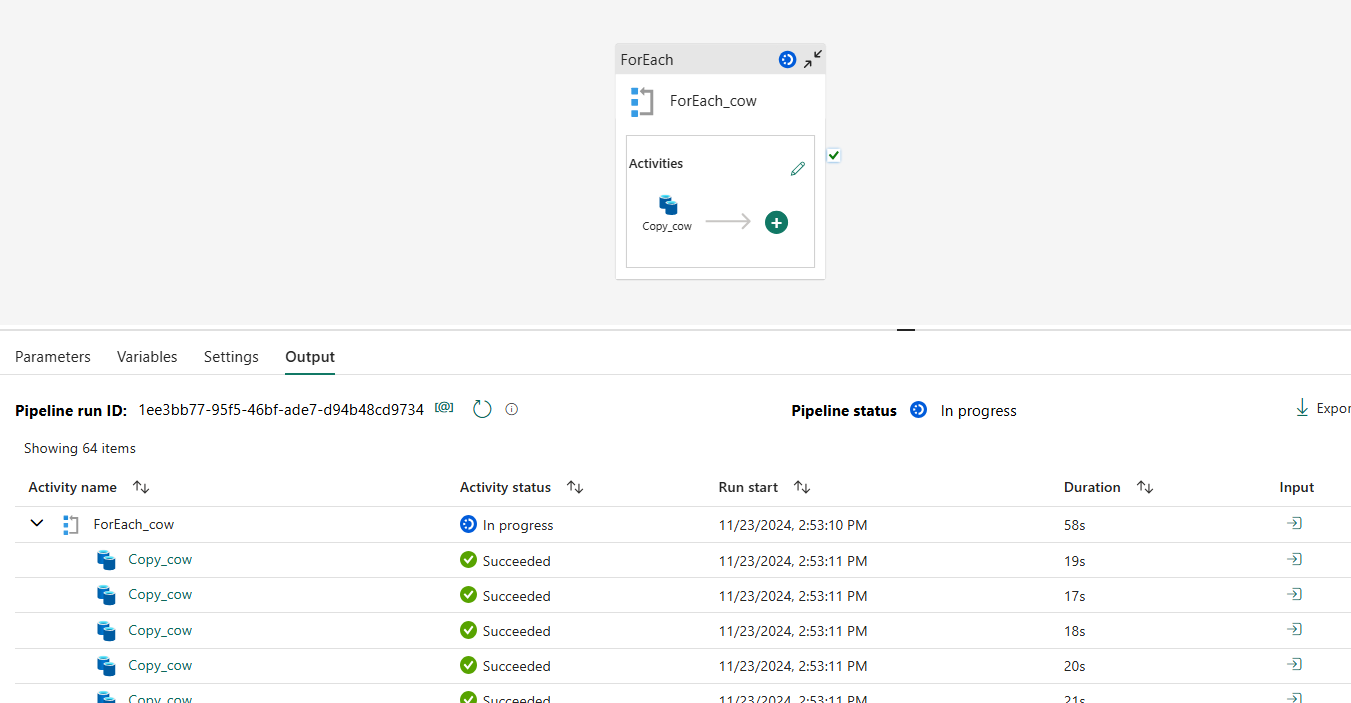 ForEach
ForEach_cow
Activities
Copy_cow
Parameters Variables Settings Output
Pipeline run ID: 1ee3bb77-95f5-46bf-ade7-d94b48cd9734 [@] Pipeline status In progress Expor
Showing 64 items
Activity name Activity status Run start Duration Input
ForEach_cow In progress 11/23/2024, 2:53:10 PM 58s
Copy_cow Succeeded 11/23/2024, 2:53:11 PM 19s
Copy_cow Succeeded 11/23/2024, 2:53:11 PM 17s
Copy_cow Succeeded 11/23/2024, 2:53:11 PM 18s
Copy_cow Succeeded 11/23/2024, 2:53:11 PM 20s
Copy_cow Succeeded 11/23/2024, 2:53:11 PM 21s